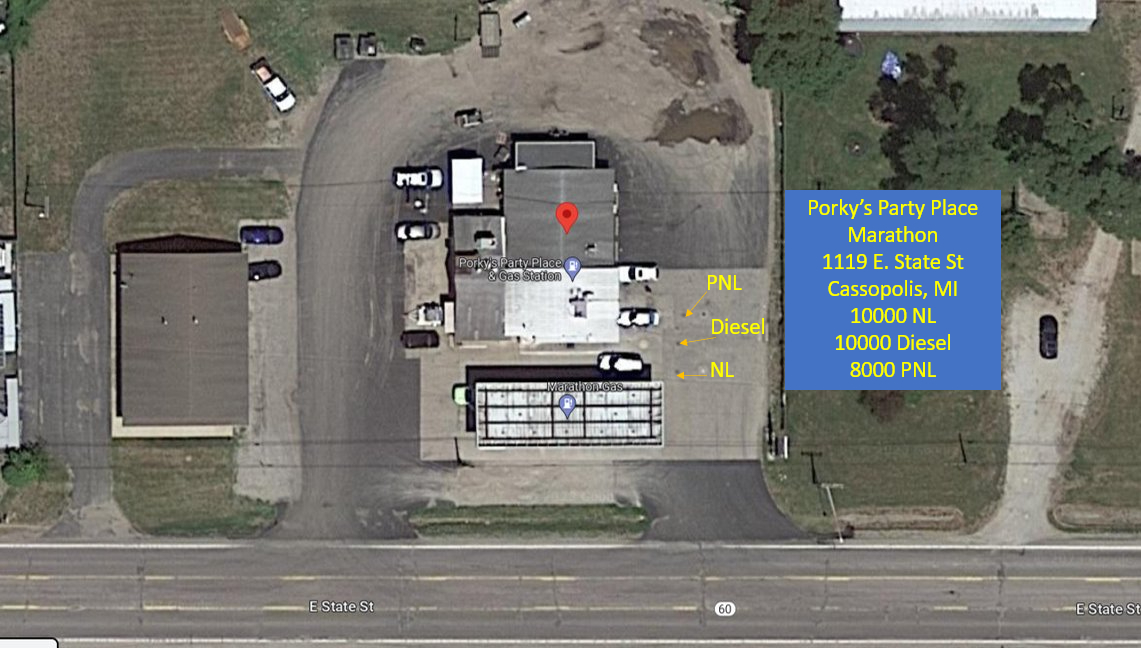 Porky's Party Place
Marathon
1119 E. State St
Cassopolis, MI
10000 NL
10000 Diesel
8000 PNL
Porky's Party Place
& Gas Station
PNL
Diesel
NL
Marathon Gas
E State St
60
E State St